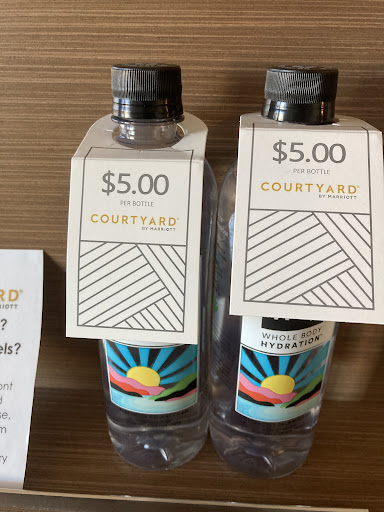 $5.00
PER BOTTLE
COURTYARD®
BY MARRIOTT
$5.00
PER BOTTLE
COURTYARD®
BY MARRIOTT
WHOLE BODY
HYDRATION